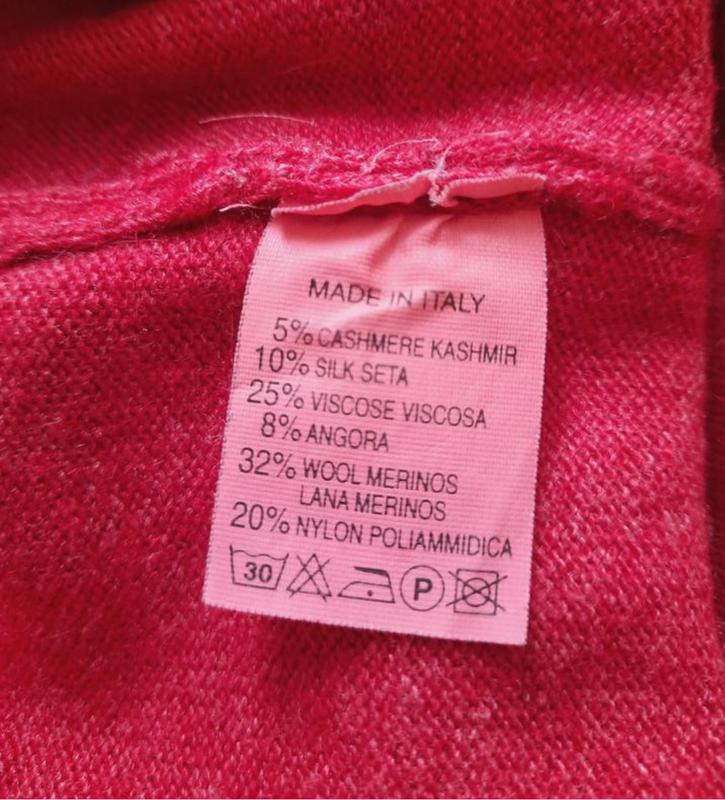 MADE IN ITALY
5% CASHMERE KASHMIR
10% SILK SETA
25% VISCOSE VISCOSA
8% ANGORA
32% WOOL MERINOS
LANA MERINOS
20% NYLON POLIAMMIDICA
30 P